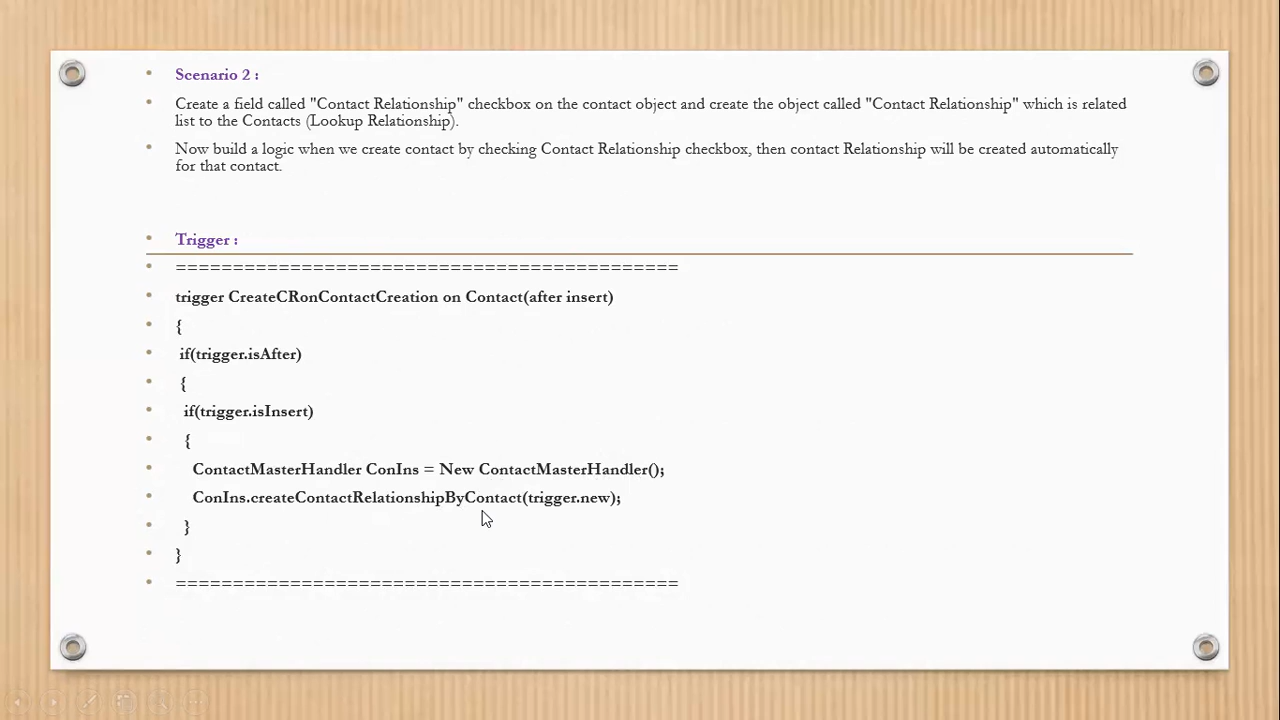 Scenario 2 :
Create a field called "Contact Relationship" checkbox on the contact object and create the object called "Contact Relationship" which is related
list to the Contacts (Lookup Relationship).
Now build a logic when we create contact by checking Contact Relationship checkbox, then contact Relationship will be created automatically
for that contact.
Trigger :
============================================
trigger CreateCRonContactCreation on Contact(after insert)
{
if(trigger.isAfter)
{
if(trigger.isInsert)
{
ContactMasterHandler ConIns = New ContactMasterHandler();
ConIns.createContactRelationshipByContact(trigger.new);
}
}
============================================